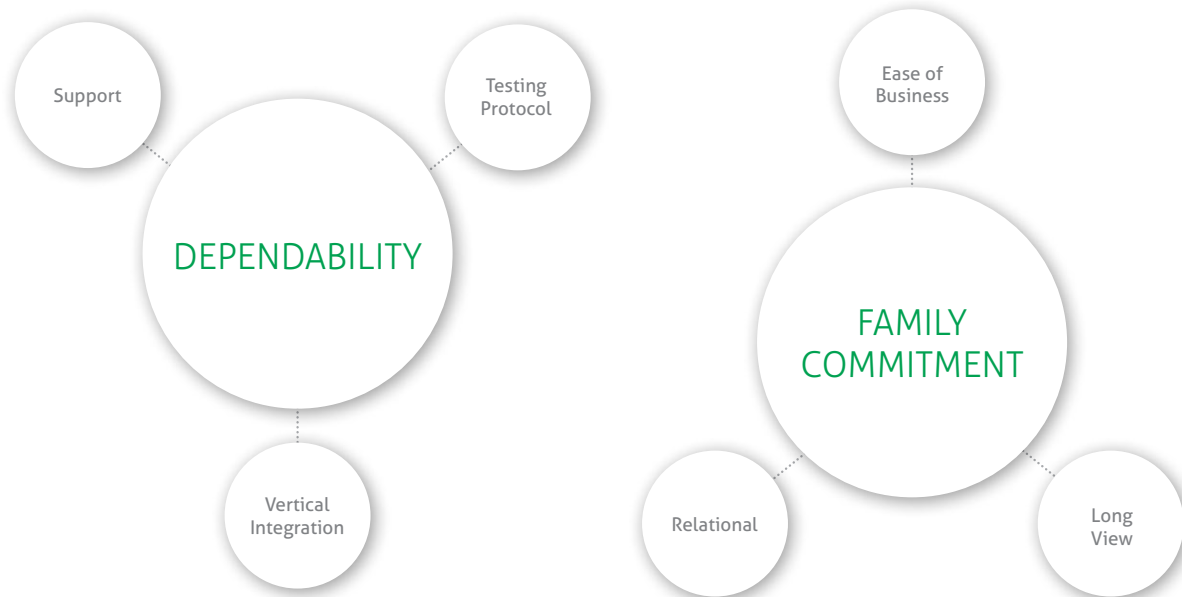 Support
Testing
Protocol
DEPENDABILITY
Vertical
Integration
Ease of
Business
FAMILY
COMMITMENT
Relational
Long
View